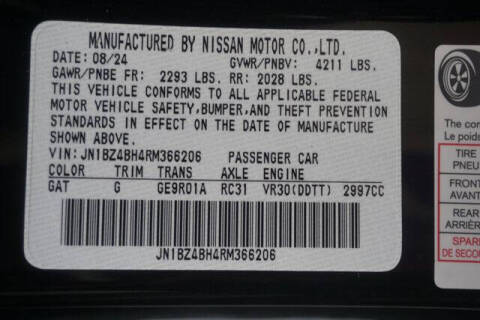 MANUFACTURED BY NISSAN MOTOR CO.,LTD.
DATE: 08/24 GVWR/PNBV: 4211 LBS.
GAWR/PNBE FR: 2293 LBS. RR: 2028 LBS.
THIS VEHICLE CONFORMS TO ALL APPLICABLE FEDERAL
MOTOR VEHICLE SAFETY,BUMPER,AND THEFT PREVENTION
STANDARDS IN EFFECT ON THE DATE OF MANUFACTURE
SHOWN ABOVE.
VIN: JN1BZ4BH4RM366206 PASSENGER CAR
COLOR TRIM TRANS AXLE ENGINE
GAT G GE9R01A RC31 VR30(DDTT) 2997CC
JN1BZ4BH4RM366206
The co
Le poids
TIRE
PNEU
FRONT
AVANT
REAR
ARRIÈR
SPARE
DE SECOU